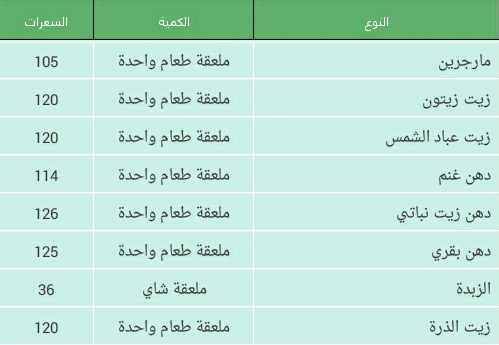 النوع الكمية السعرات
مارجرين ملعقة طعام واحدة 105
زيت زيتون ملعقة طعام واحدة 120
زيت عباد الشمس ملعقة طعام واحدة 120
دهن غنم ملعقة طعام واحدة 114
دهن زيت نباتي ملعقة طعام واحدة 126
دهن بقري ملعقة طعام واحدة 125
الزبدة ملعقة شاي 36
زيت الذرة ملعقة طعام واحدة 120